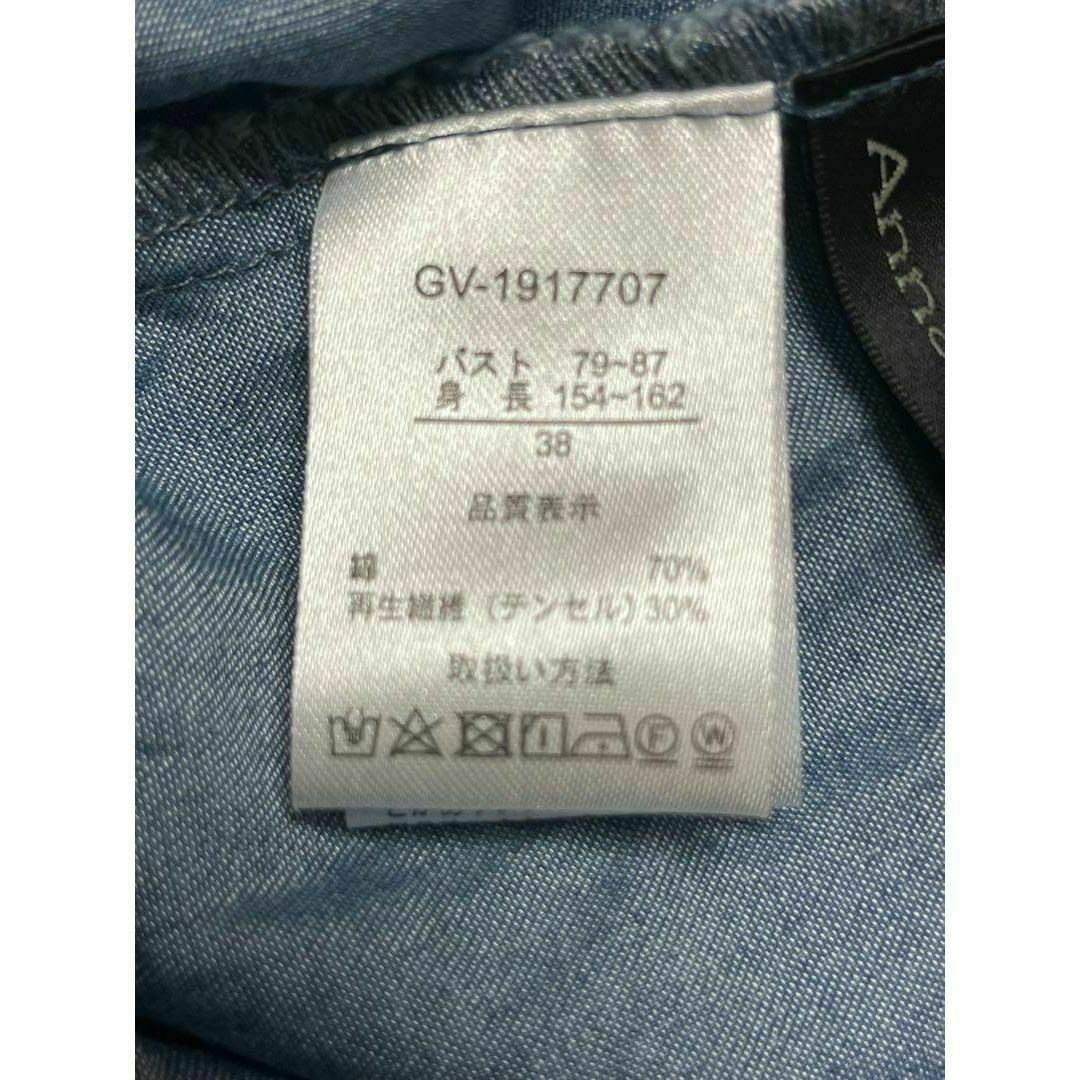 GV-1917707
バスト 79~87
身 長 154~162
38
品質表示
綿 70%
再生繊維 (テンセル) 30%
取扱い方法
F W
Anna